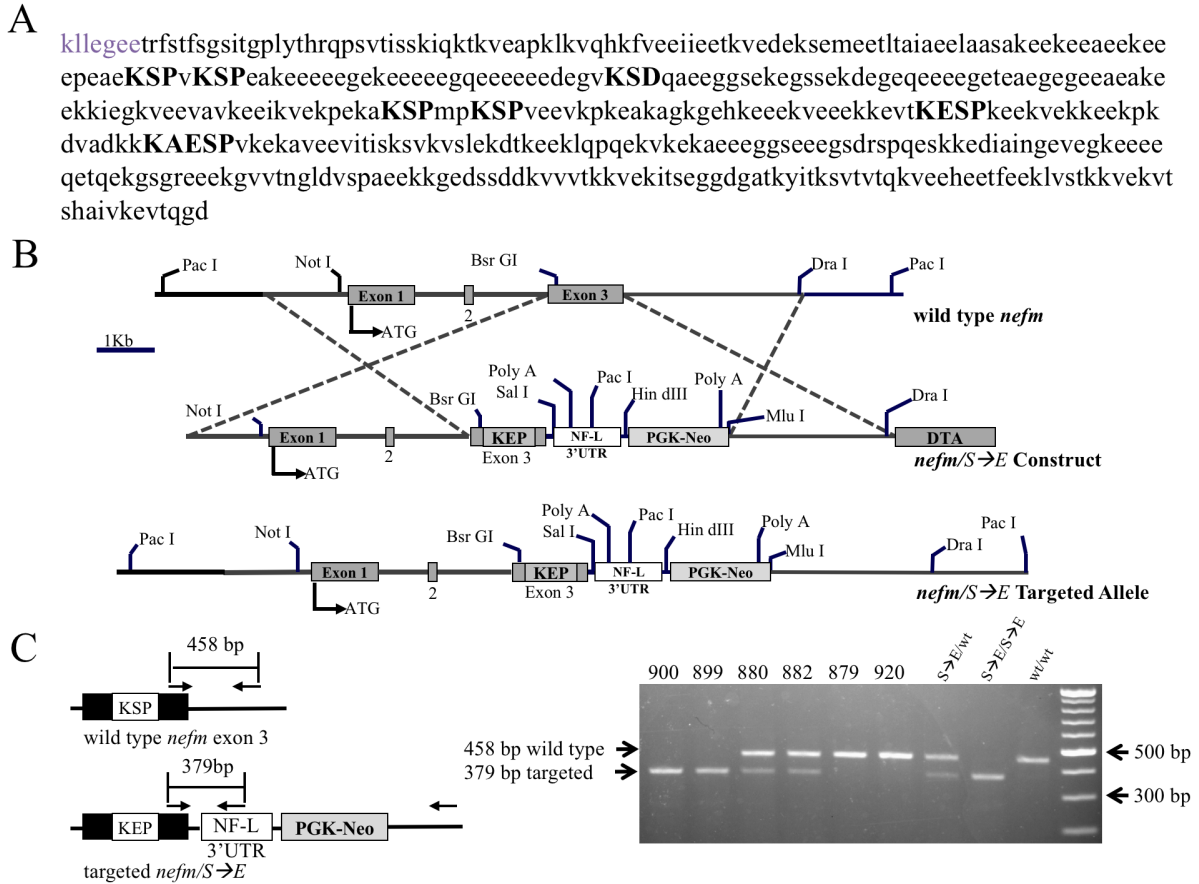 A
kllegeetrfstfsgsitgplythrqpsvtisskiqktkveapklkvqhkfveeiieetkvedeksemeetltaiaeelaasakeekeeaeekee
epeaeKSPvKSPeakeeeeegekeeeeegqeeeeeedegvKSDqaeeggsekegssekdegeqeeeegeteaegegeeaeake
ekkiegkveevavkeeikvekpekaKSPmpKSPveevkpkeakagkgehkeeekveeekkevtKESPkeekvekkeekpk
dvadkkKAESPvkekaveevitisksvkvslekdtkeeklqpqekvkekaeeeggseeegsdrspqeskkediaingevegkeeee
qetqekgsgreeekgvvtngldvspaeekkgedssddkvvvtkkvekitseggdgatkyitksvtvtqkveeheetfeeklvstkkvekvt
shaivkevtqgd
B
Pac I
Not I
Bsr GI
Dra I
Pac I
Exon 1
2
Exon 3
ATG
wild type nefm
1Kb
Not I
Bsr GI
Poly A
Sal I
Pac I
Hin dIII
Poly A
Mlu I
Dra I
Exon 1
2
KEP
Exon 3
NF-L
3'UTR
PGK-Neo
DTA
ATG
nefm/S→E Construct
Pac I
Not I
Bsr GI
Poly A
Sal I
Pac I
Hin dIII
Poly A
Mlu I
Dra I
Pac I
Exon 1
2
KEP
Exon 3
NF-L
3'UTR
PGK-Neo
ATG
nefm/S→E Targeted Allele
C
458 bp
KSP
wild type nefm exon 3
379bp
KEP
NF-L
3'UTR
PGK-Neo
targeted nefm/S→E
900 899 880 882 879 920 S→E/wt S→E/S→E wt/wt
458 bp wild type
379 bp targeted
500 bp
300 bp